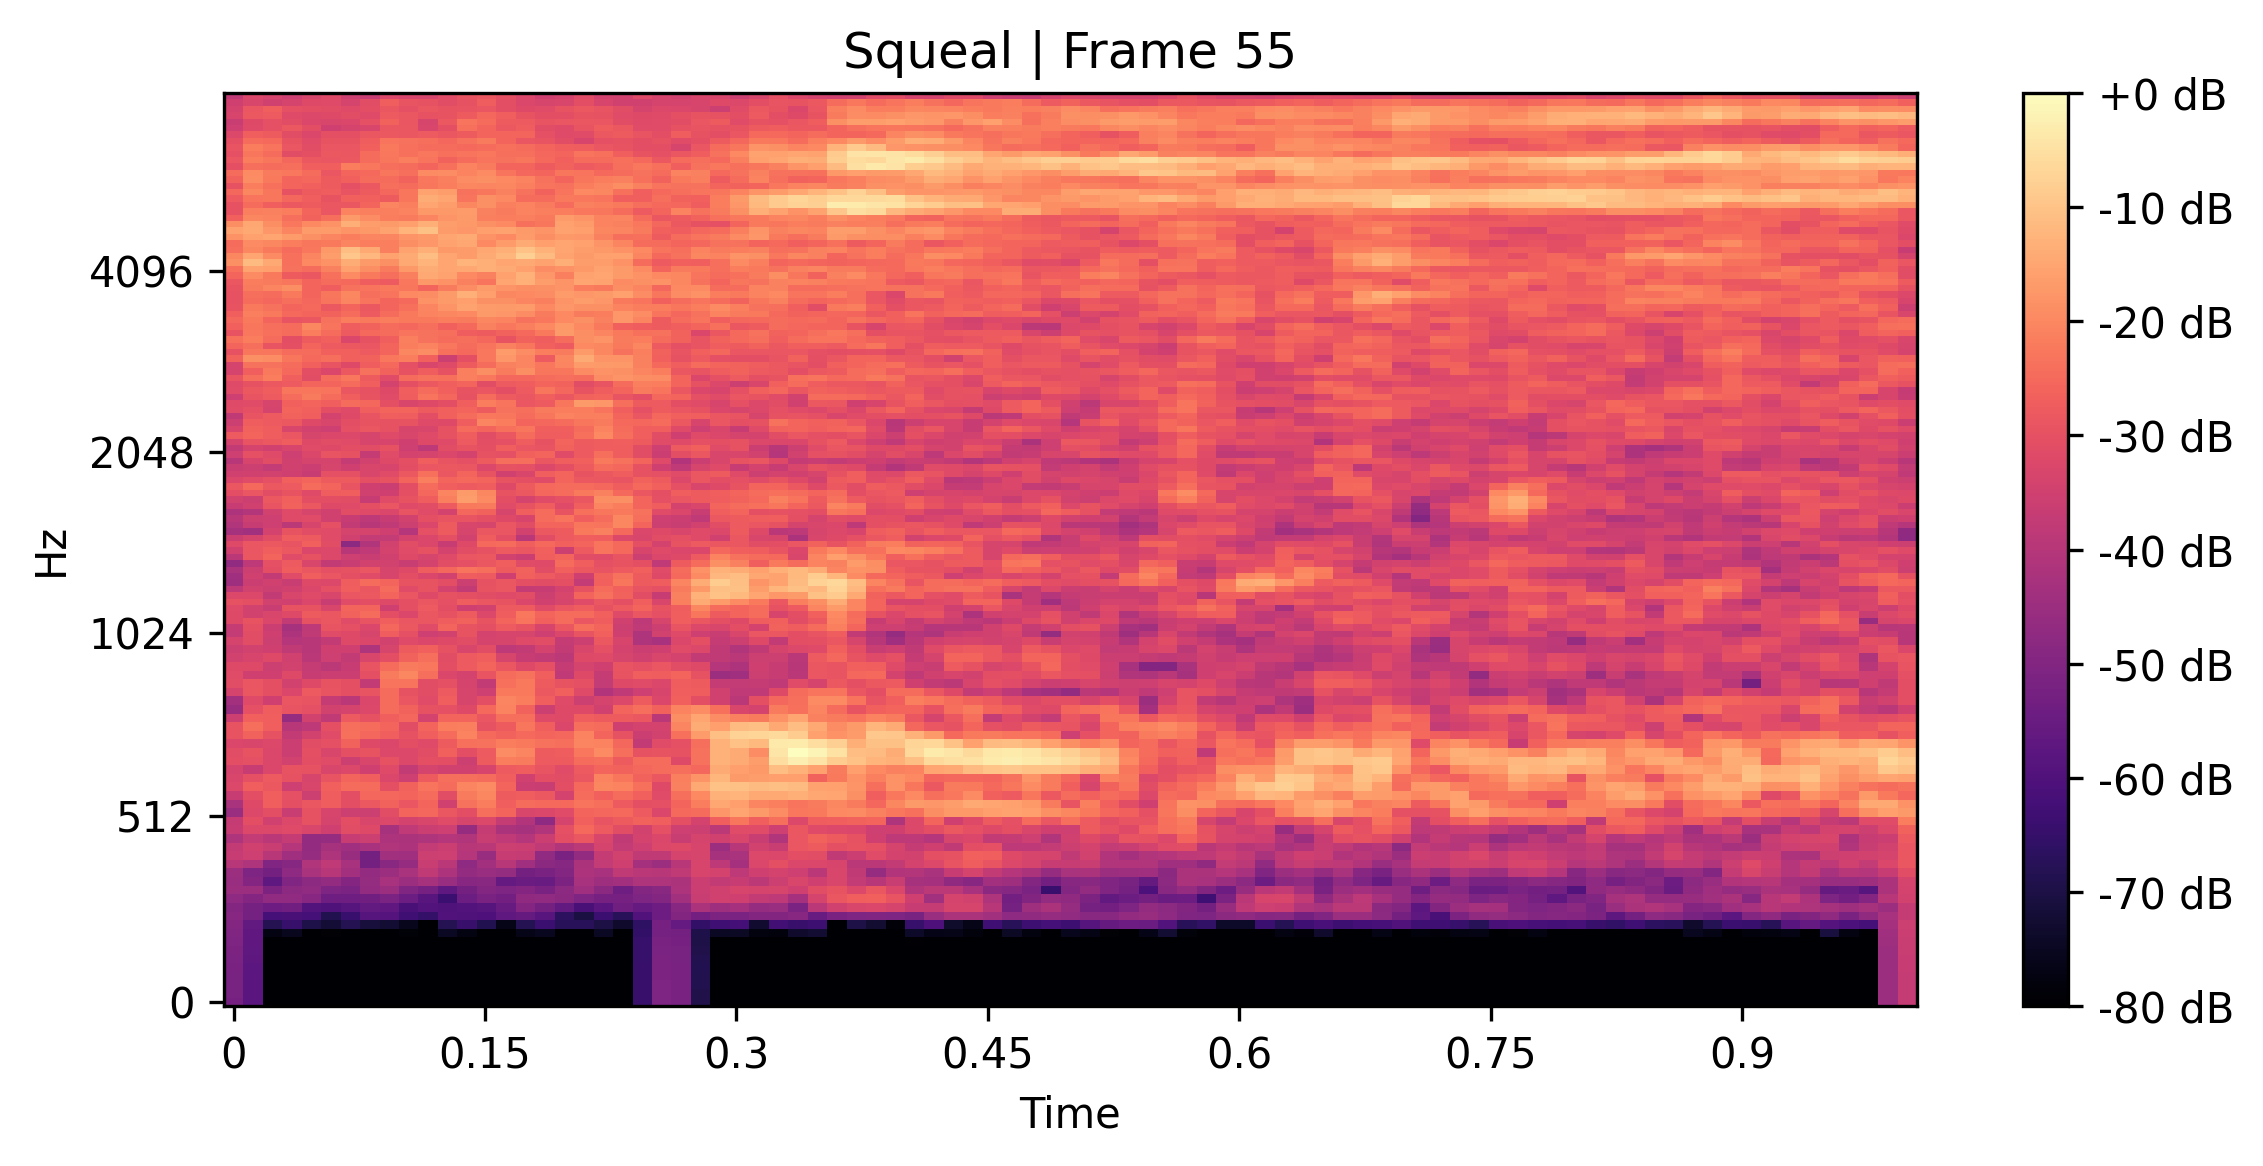 Squeal | Frame 55
+0 dB
-10 dB
-20 dB
-30 dB
-40 dB
-50 dB
-60 dB
-70 dB
-80 dB
Hz
4096
2048
1024
512
0
0 0.15 0.3 0.45 0.6 0.75 0.9
Time